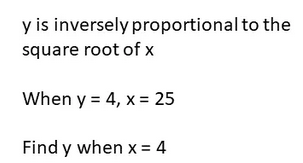 y is inversely proportional to the
square root of x
When y = 4, x = 25
Find y when x = 4